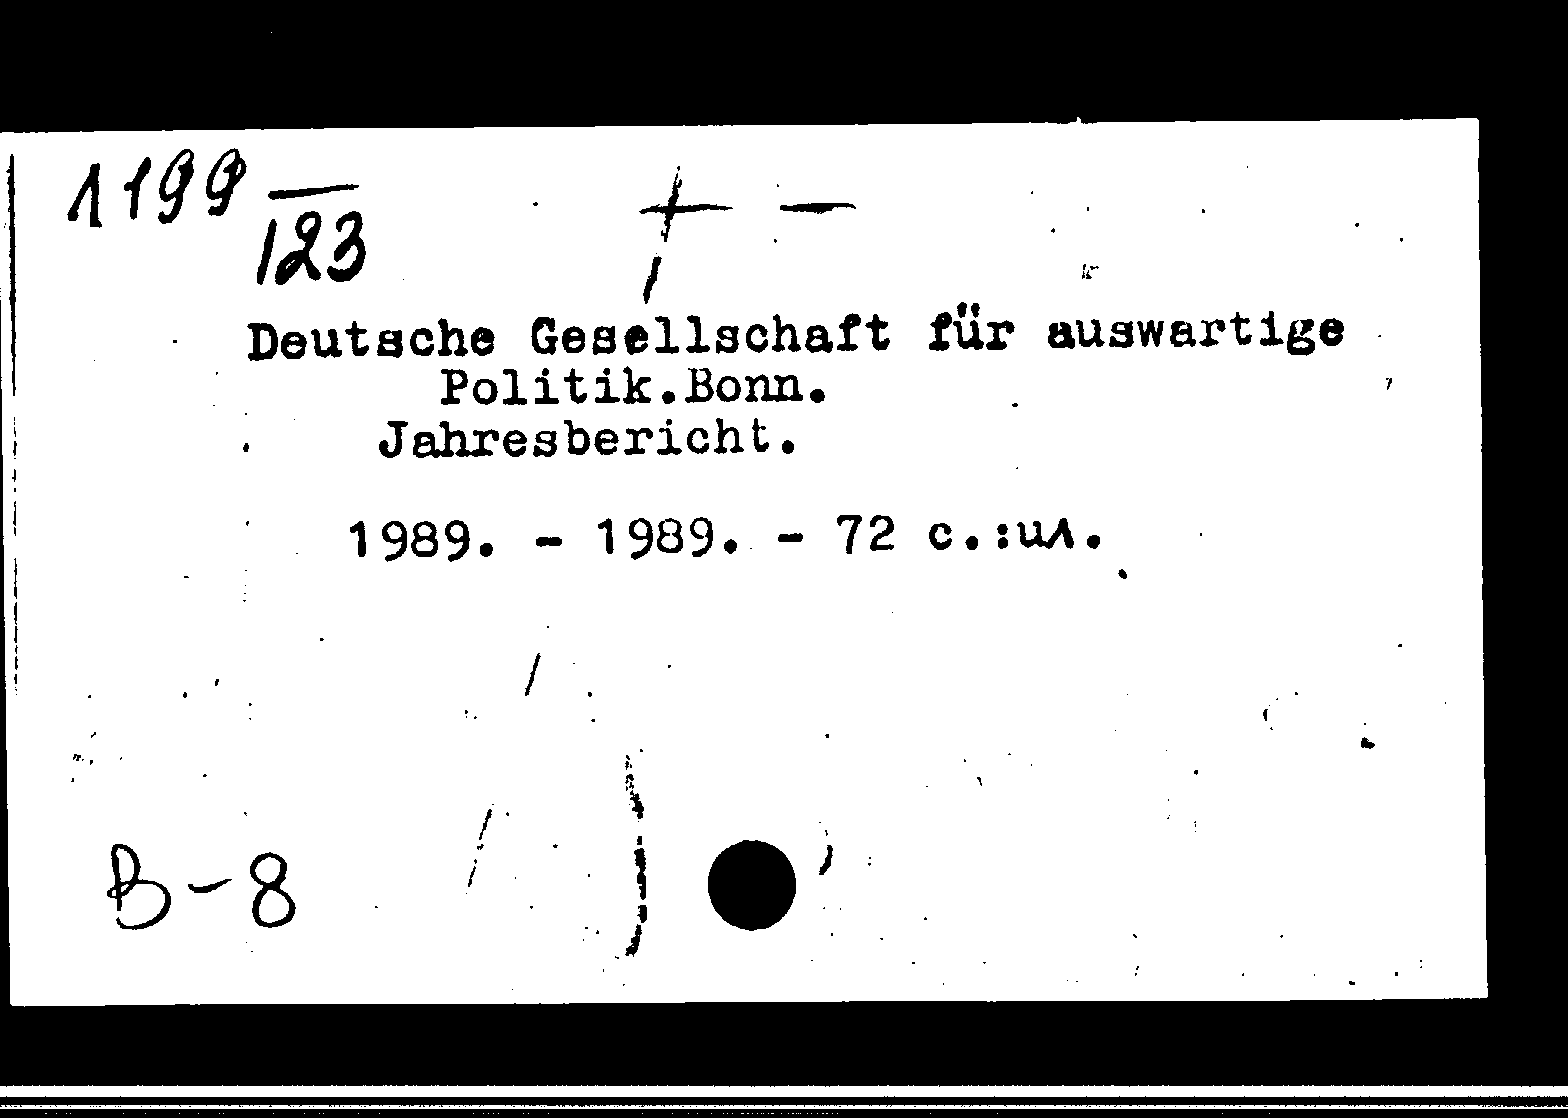 1199
123
+ -
Deutsche Gesellschaft für auswartige
Politik.Bonn.
Jahresbericht.
1989. - 1989. - 72 с.:ил.
В-8